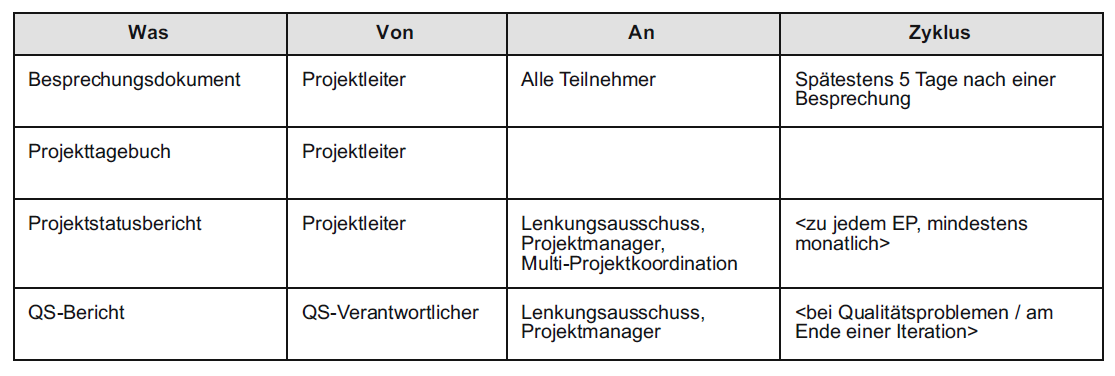 Was Von An Zyklus
Besprechungsdokument Projektleiter Alle Teilnehmer Spätestens 5 Tage nach einer
Besprechung
Projekttagebuch Projektleiter
Projektstatusbericht Projektleiter Lenkungsausschuss, <zu jedem EP, mindestens
Projektmanager, monatlich>
Multi-Projektkoordination
QS-Bericht QS-Verantwortlicher Lenkungsausschuss, <bei Qualitätsproblemen / am
Projektmanager Ende einer Iteration>